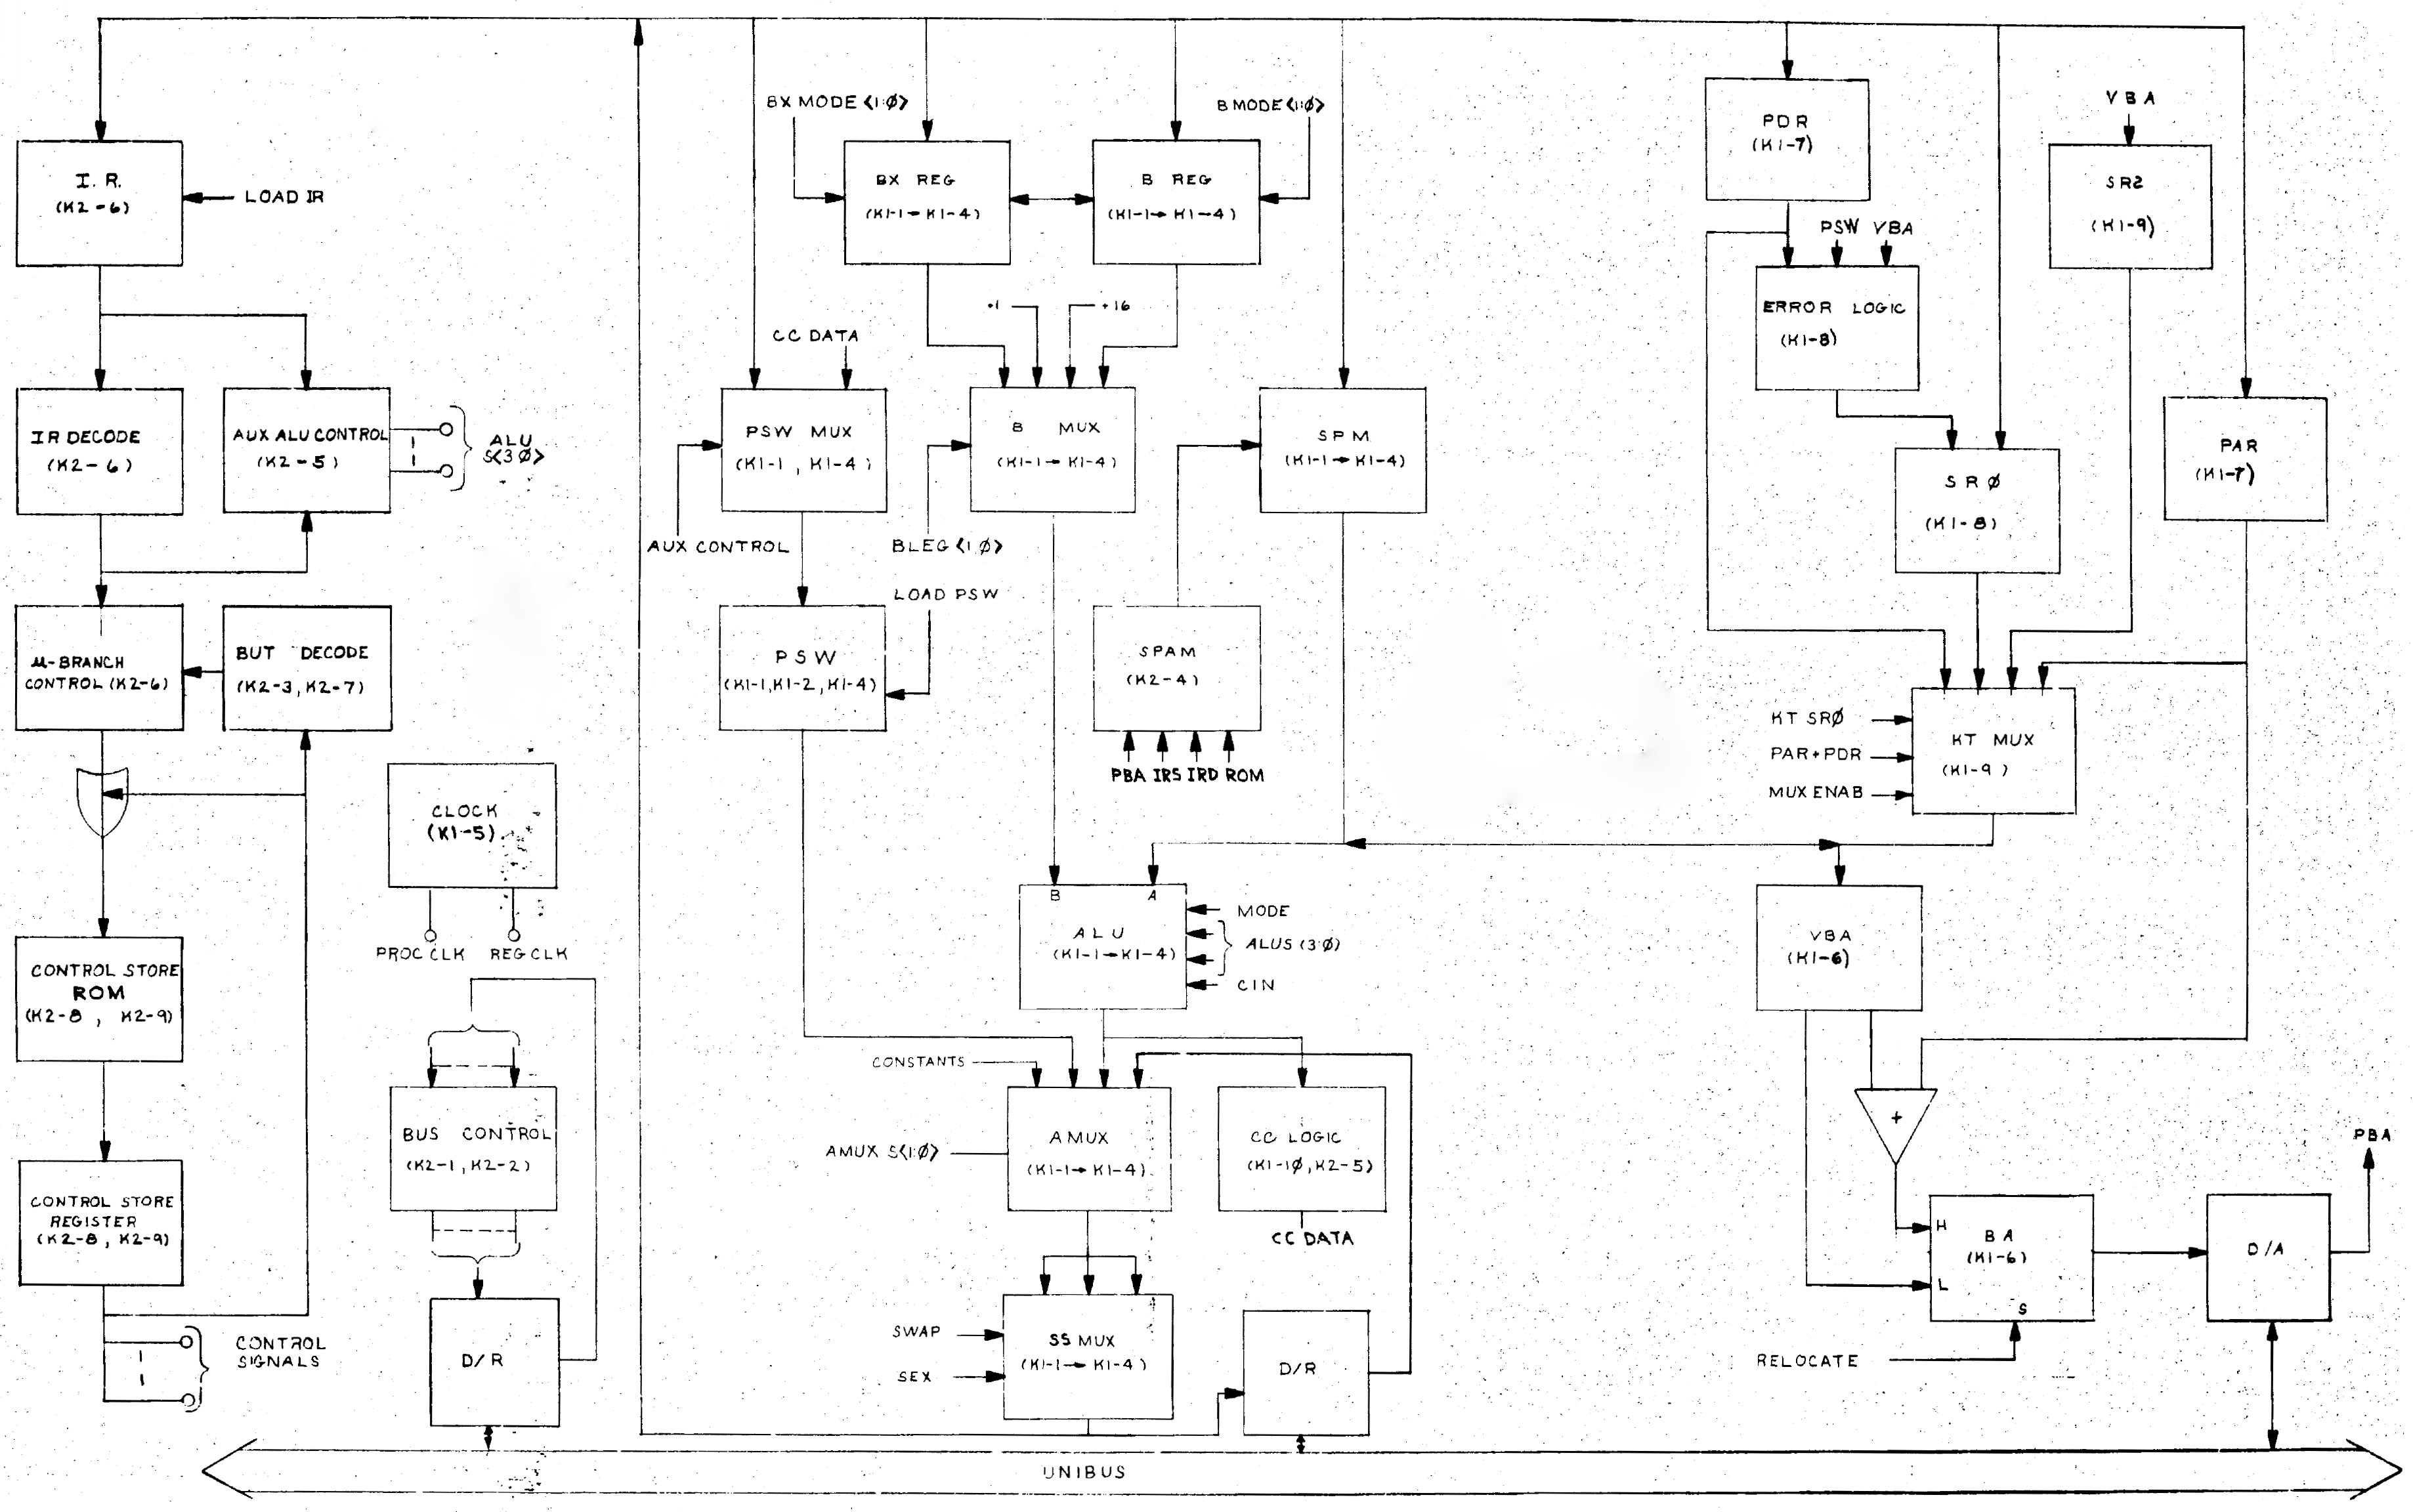 BX MODE <1:0>
B MODE <1:0>
PDR
(K1-7)
VBA
I. R.
(K2-6)
LOAD IR
BX REG
(K1-1→K1-4)
B REG
(K1-1→K1-4)
SR2
(K1-9)
PSW VBA
+1
+16
ERROR LOGIC
(K1-8)
CC DATA
IR DECODE
(K2-6)
AUX ALU CONTROL
(K2-5)
ALU
S<3 Ø>
PSW MUX
(K1-1, K1-4)
B MUX
(K1-1→K1-4)
SPM
(K1-1→K1-4)
SR Ø
(K1-8)
PAR
(K1-7)
AUX CONTROL
BLEG <1 Ø>
LOAD PSW
µ-BRANCH
CONTROL (K2-6)
BUT DECODE
(K2-3, K2-7)
PSW
(K1-1, K1-2, K1-4)
SPAM
(K2-4)
PBA IRS IRD ROM
KT SRØ
PAR+PDR
MUX ENAB
KT MUX
(K1-9)
CLOCK
(K1-5)
PROC CLK
REG CLK
B
A
ALU
(K1-1→K1-4)
MODE
ALUS (3:Ø)
CIN
VBA
(K1-6)
CONTROL STORE
ROM
(K2-8, K2-9)
CONSTANTS
BUS CONTROL
(K2-1, K2-2)
AMUX S<1:Ø>
AMUX
(K1-1→K1-4)
CC LOGIC
(K1-1Ø, K2-5)
CC DATA
+
PBA
CONTROL STORE
REGISTER
(K2-8, K2-9)
H
L
BA
(K1-6)
S
D/A
RELOCATE
CONTROL
SIGNALS
D/R
SWAP
SEX
SS MUX
(K1-1→K1-4)
D/R
UNIBUS